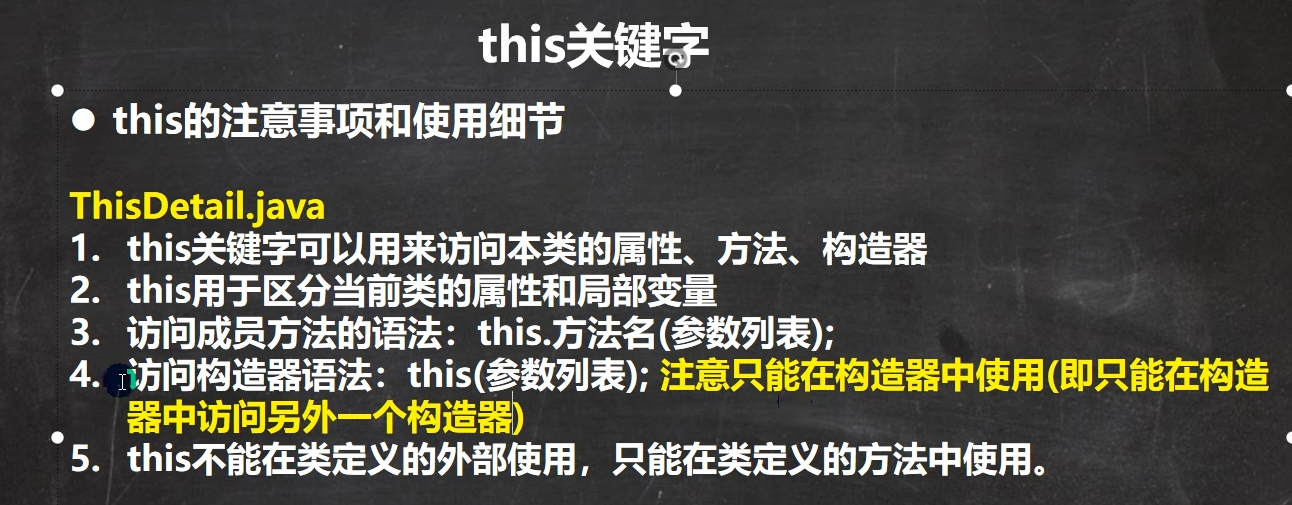 this关键字
● this的注意事项和使用细节
ThisDetail.java
1. this关键字可以用来访问本类的属性、方法、构造器
2. this用于区分当前类的属性和局部变量
3. 访问成员方法的语法：this.方法名(参数列表);
4. 访问构造器语法：this(参数列表); 注意只能在构造器中使用(即只能在构造
器中访问另外一个构造器)
5. this不能在类定义的外部使用，只能在类定义的方法中使用。